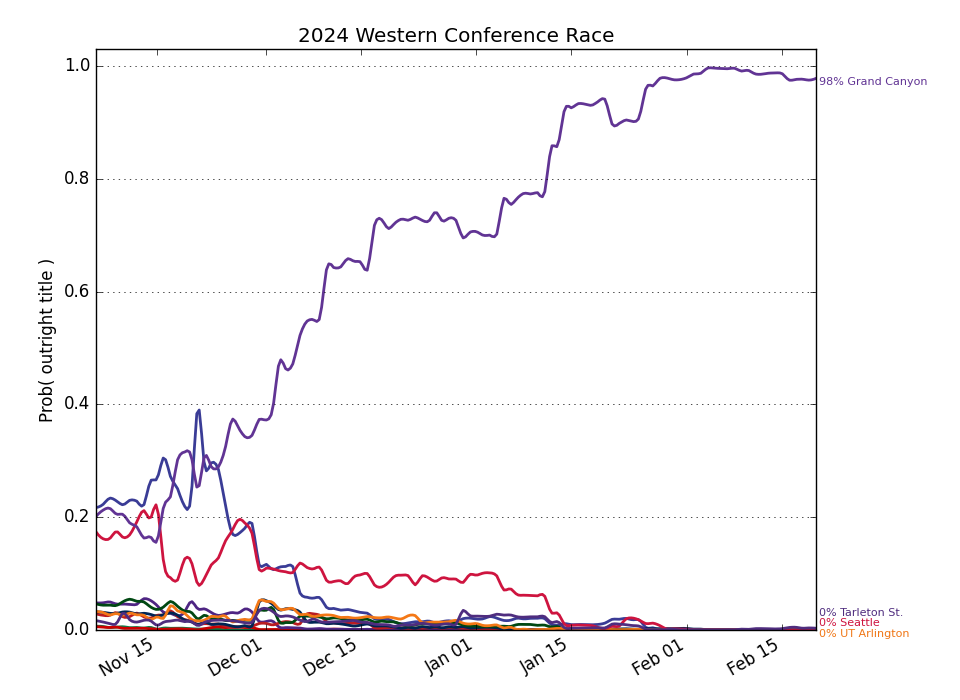 2024 Western Conference Race
Prob( outright title )
1.0
0.8
0.6
0.4
0.2
0.0
98% Grand Canyon
0% Tarleton St.
0% Seattle
0% UT Arlington
Nov 15
Dec 01
Dec 15
Jan 01
Jan 15
Feb 01
Feb 15